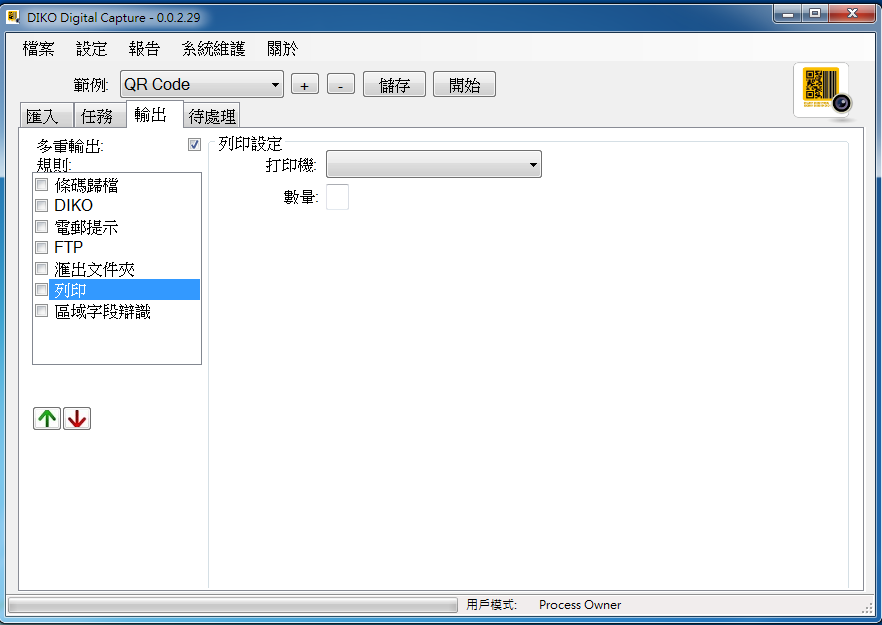 DIKO Digital Capture - 0.0.2.29
檔案 設定 報告 系統維護 關於
範例: QR Code + - 儲存 開始
匯入 任務 輸出 待處理
多重輸出:
規則:
條碼歸檔
DIKO
電郵提示
FTP
滙出文件夾
列印
區域字段辯識
列印設定
打印機:
數量:
用戶模式: Process Owner